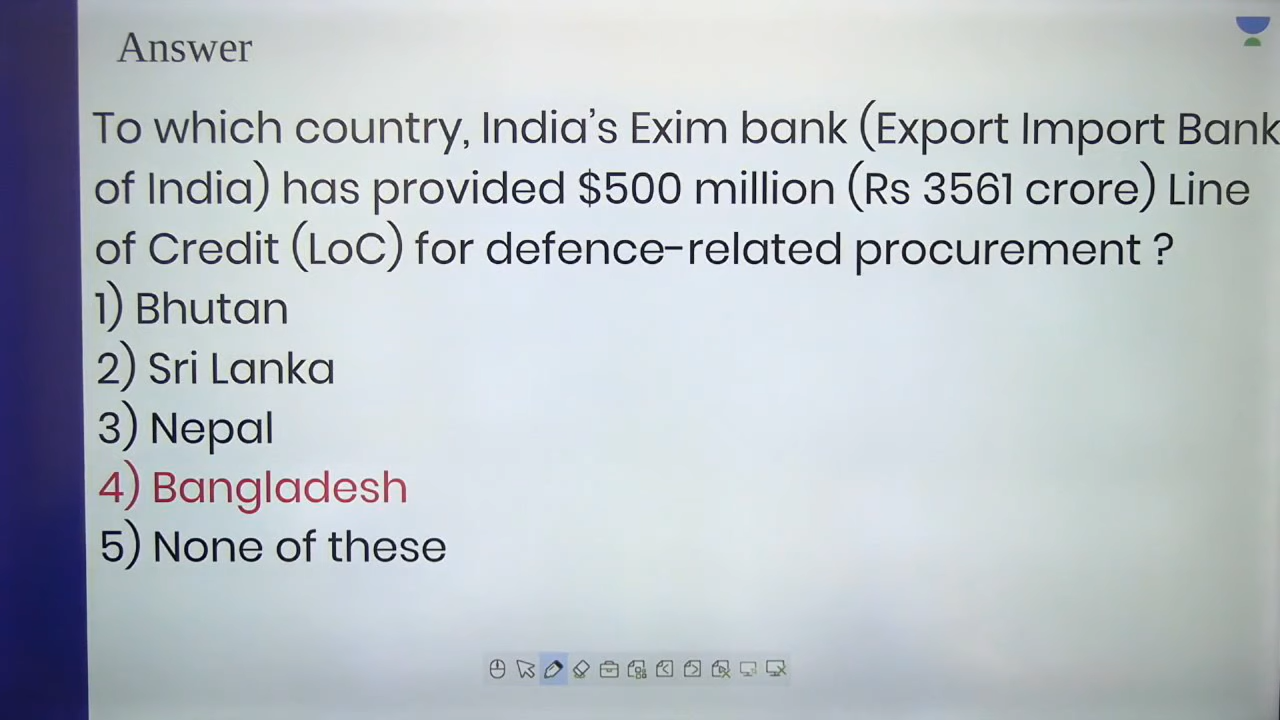 Answer
To which country, India's Exim bank (Export Import Bank
of India) has provided $500 million (Rs 3561 crore) Line
of Credit (LoC) for defence-related procurement ?
1) Bhutan
2) Sri Lanka
3) Nepal
4) Bangladesh
5) None of these